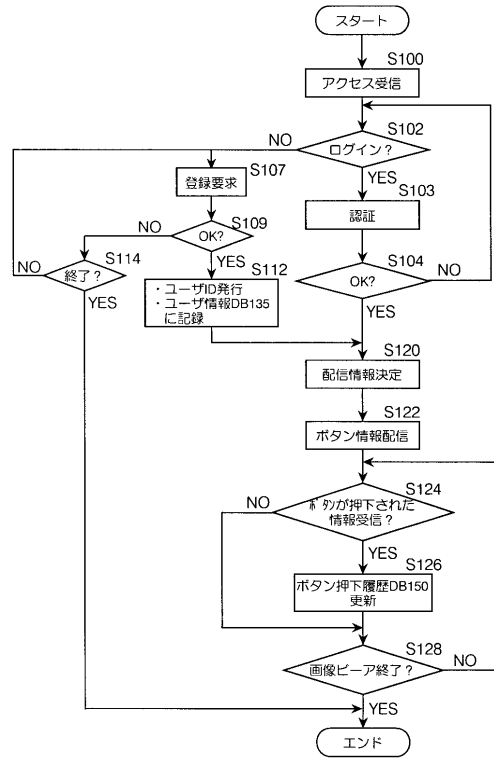 スタート
S100
アクセス受信
S102
ログイン？
NO
YES
S107
登録要求
S103
認証
S109
OK?
NO
YES
S104
OK?
NO
YES
S114
終了？
NO
YES
S112
・ユーザID発行
・ユーザ情報DB135
に記録
S120
配信情報決定
S122
ボタン情報配信
S124
ﾎﾞﾀﾝが押下された
情報受信？
NO
YES
S126
ボタン押下履歴DB150
更新
S128
画像ビーア終了？
NO
YES
エンド